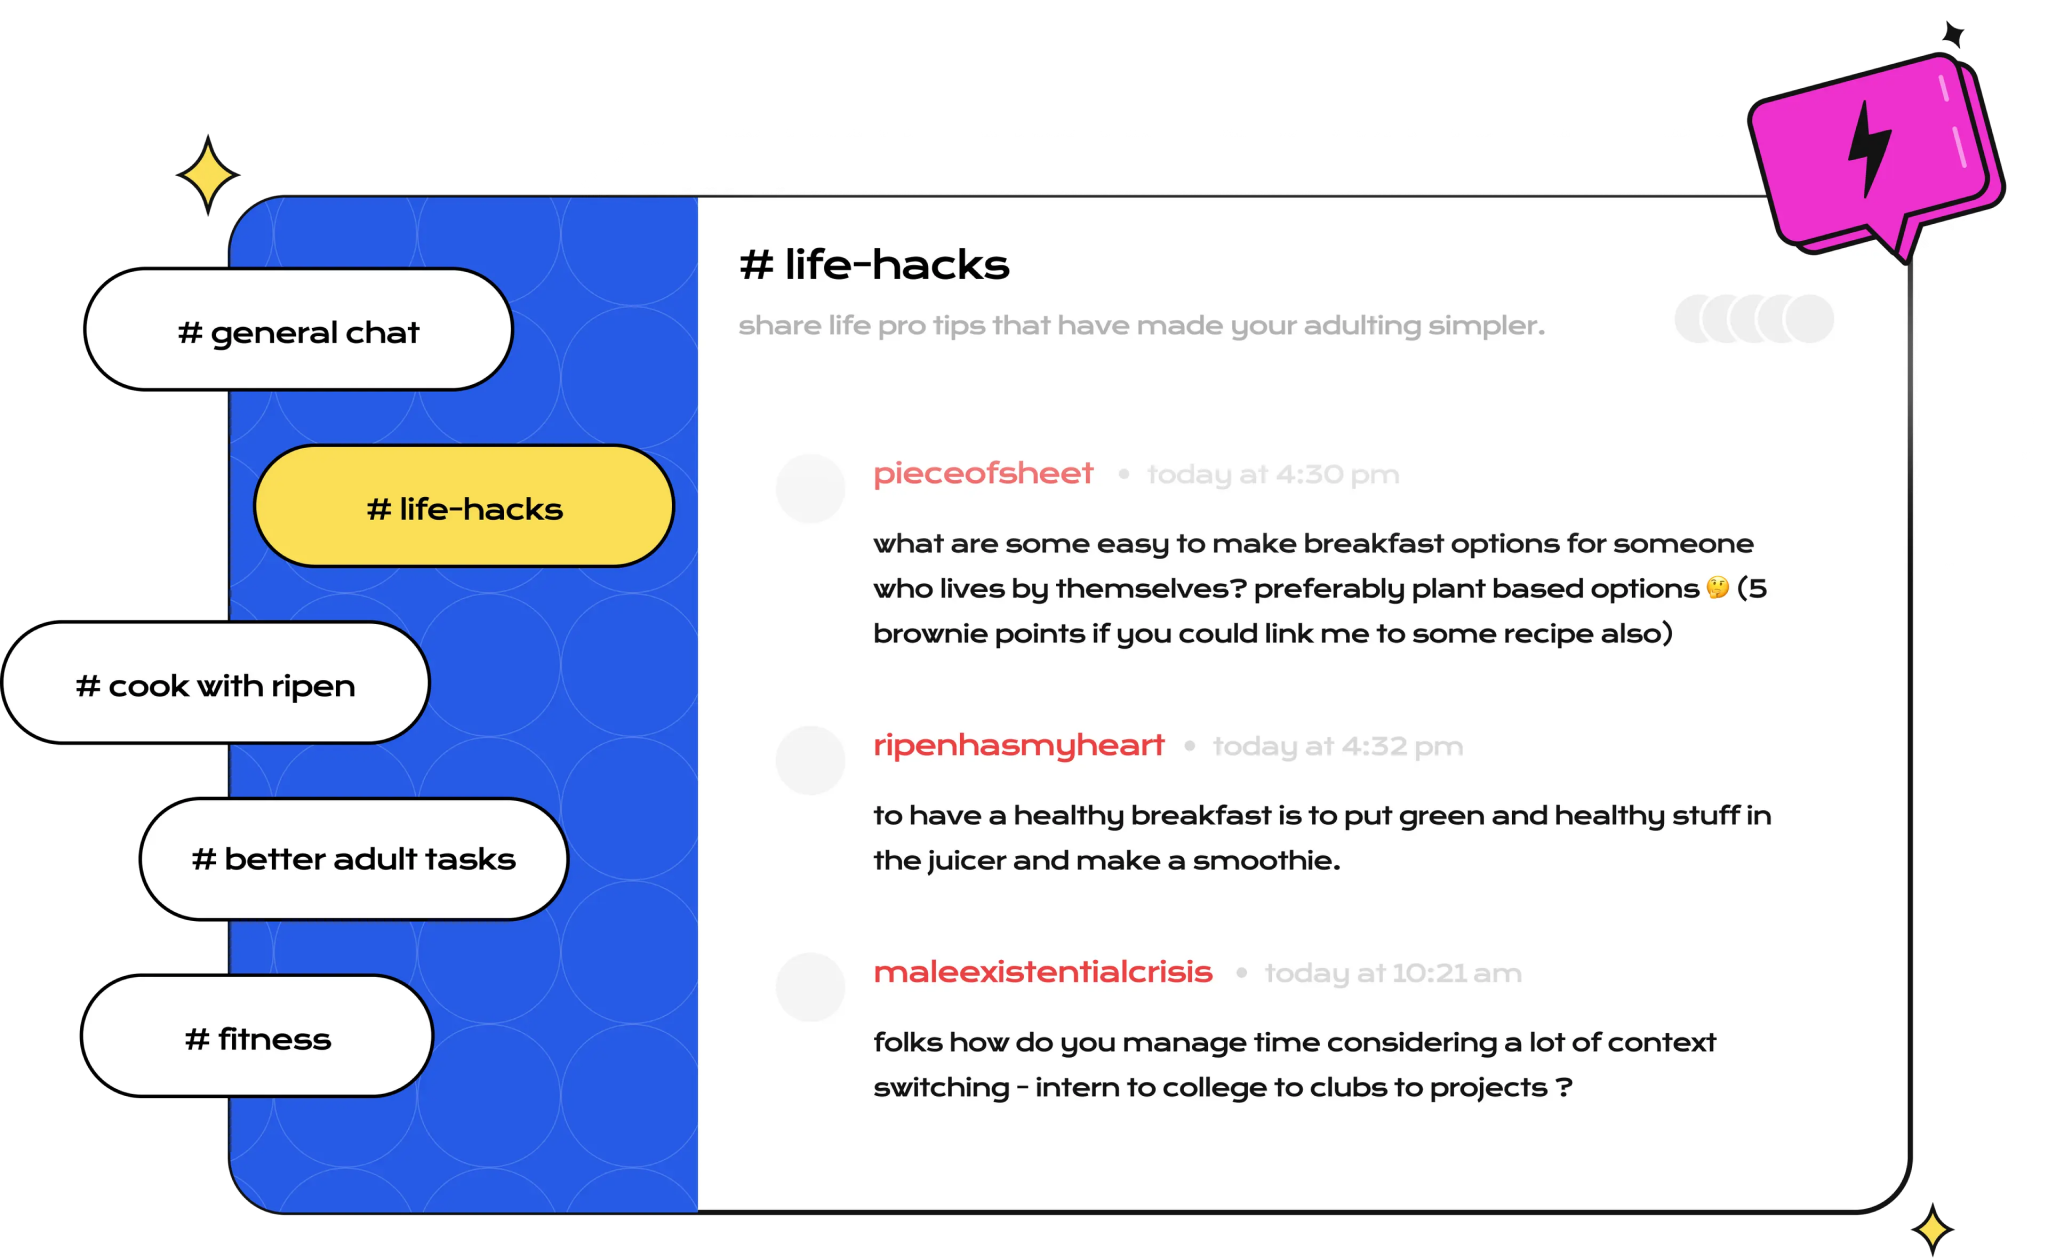 # general chat
# life-hacks
# cook with ripen
# better adult tasks
# fitness
# life-hacks
share life pro tips that have made your adulting simpler.
pieceofsheet • today at 4:30 pm
what are some easy to make breakfast options for someone
who lives by themselves? preferably plant based options 🤔 (5
brownie points if you could link me to some recipe also)
ripenhasmyheart • today at 4:32 pm
to have a healthy breakfast is to put green and healthy stuff in
the juicer and make a smoothie.
maleexistentialcrisis • today at 10:21 am
folks how do you manage time considering a lot of context
switching - intern to college to clubs to projects ?